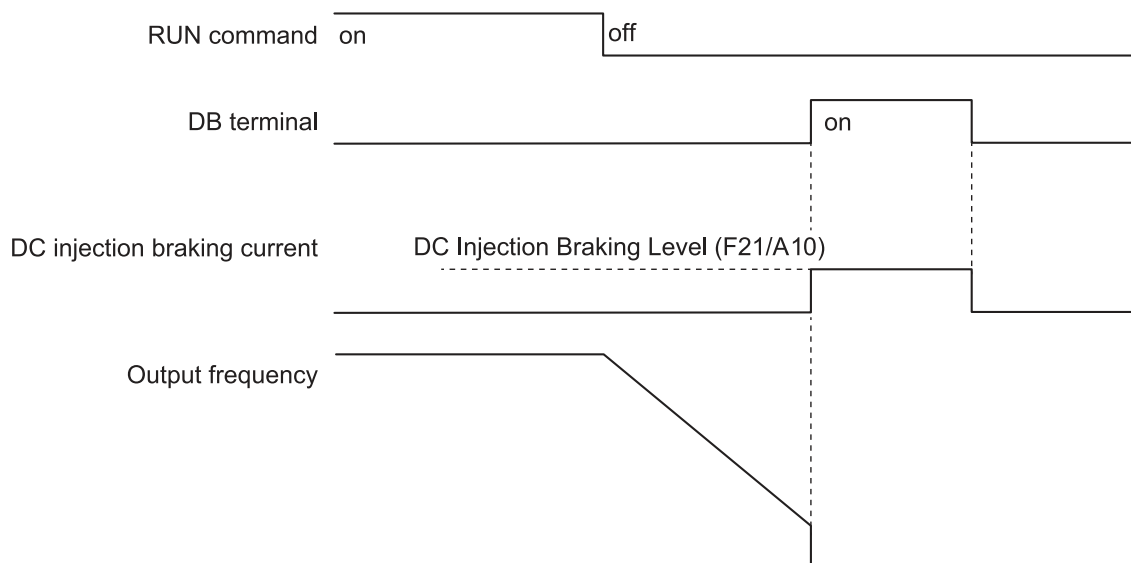 RUN command on off
DB terminal on
DC injection braking current DC Injection Braking Level (F21/A10)
Output frequency